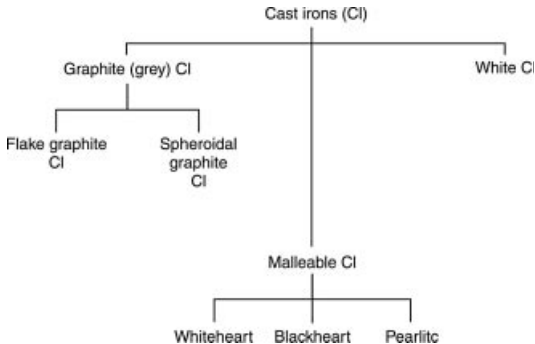 Cast irons (CI)
Graphite (grey) CI
White CI
Flake graphite
CI
Spheroidal
graphite
CI
Malleable CI
Whiteheart
Blackheart
Pearlitc